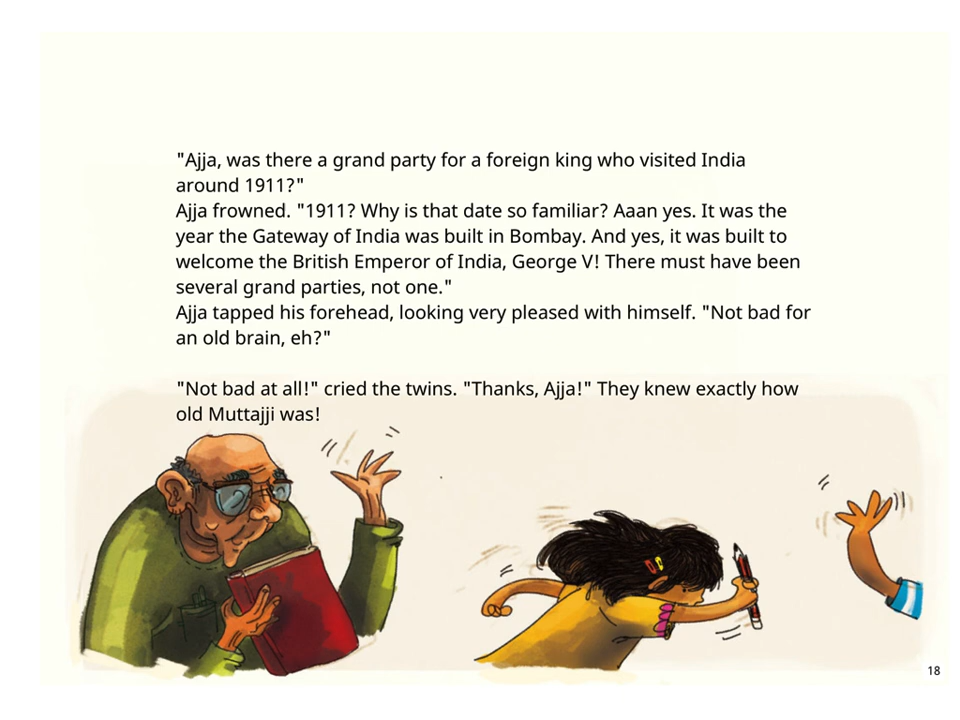 "Ajja, was there a grand party for a foreign king who visited India
around 1911?"
Ajja frowned. "1911? Why is that date so familiar? Aaan yes. It was the
year the Gateway of India was built in Bombay. And yes, it was built to
welcome the British Emperor of India, George V! There must have been
several grand parties, not one."
Ajja tapped his forehead, looking very pleased with himself. "Not bad for
an old brain, eh?"
"Not bad at all!" cried the twins. "Thanks, Ajja!" They knew exactly how
old Muttajji was!
18